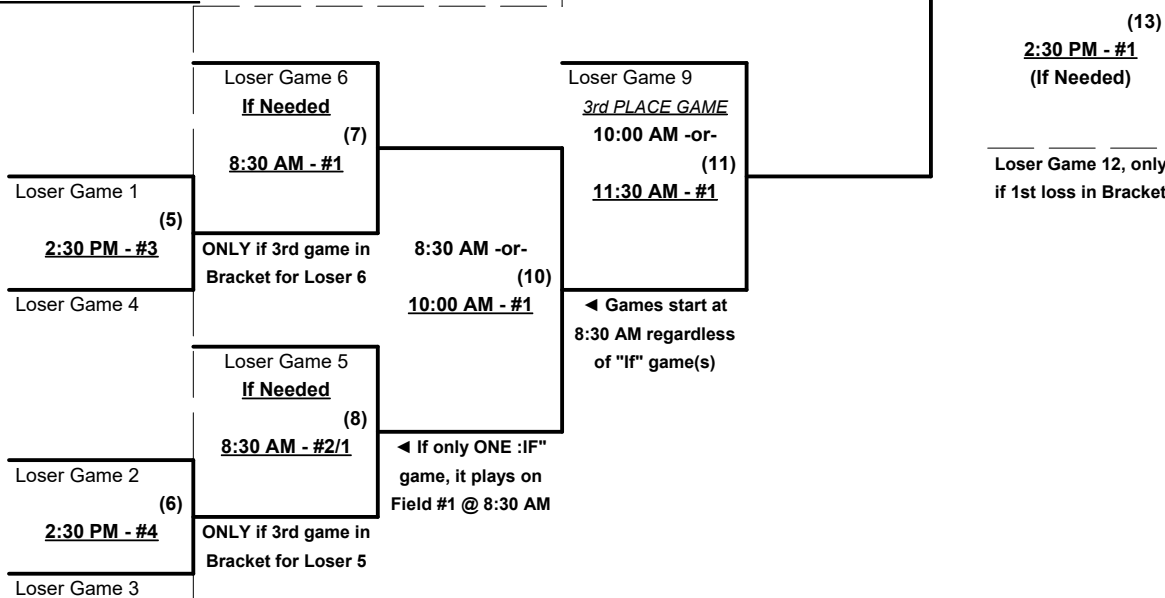 (13)
2:30 PM - #1
(If Needed)
Loser Game 12, only
if 1st loss in Bracket
Loser Game 6
If Needed
(7)
8:30 AM - #1
Loser Game 9
3rd PLACE GAME
10:00 AM -or-
(11)
11:30 AM - #1
Loser Game 1
(5)
2:30 PM - #3
Loser Game 4
ONLY if 3rd game in
Bracket for Loser 6
8:30 AM -or-
(10)
10:00 AM - #1
◄ Games start at
8:30 AM regardless
of "If" game(s)
Loser Game 5
If Needed
(8)
8:30 AM - #2/1
◄ If only ONE :IF"
game, it plays on
Field #1 @ 8:30 AM
Loser Game 2
(6)
2:30 PM - #4
Loser Game 3
ONLY if 3rd game in
Bracket for Loser 5